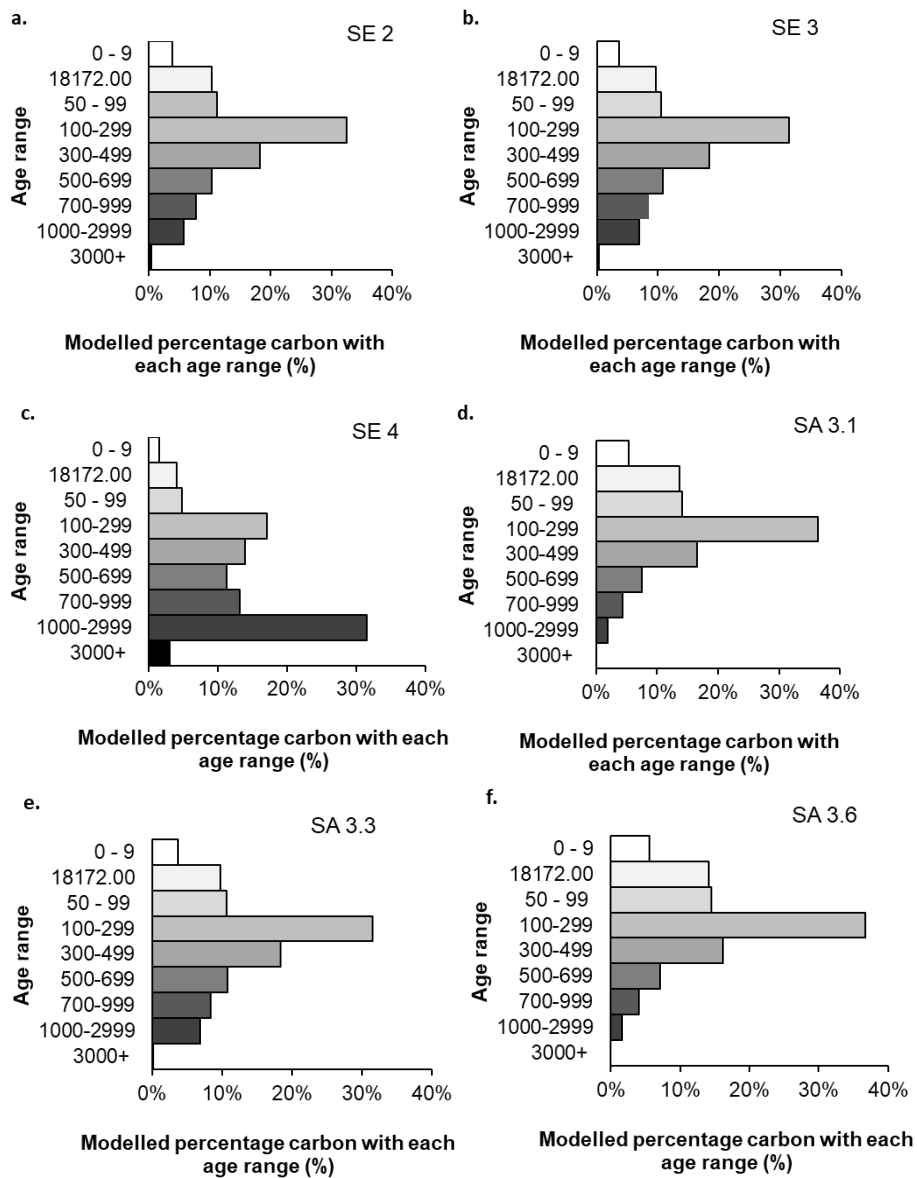 a.
SE 2
Age range
0 - 9
18172.00
50 - 99
100-299
300-499
500-699
700-999
1000-2999
3000+
0% 10% 20% 30% 40%
Modelled percentage carbon with
each age range (%)
b.
SE 3
Age range
0 - 9
18172.00
50 - 99
100-299
300-499
500-699
700-999
1000-2999
3000+
0% 10% 20% 30% 40%
Modelled percentage carbon with
each age range (%)
c.
SE 4
Age range
0 - 9
18172.00
50 - 99
100-299
300-499
500-699
700-999
1000-2999
3000+
0% 10% 20% 30% 40%
Modelled percentage carbon with each
age range (%)
d.
SA 3.1
Age range
0 - 9
18172.00
50 - 99
100-299
300-499
500-699
700-999
1000-2999
3000+
0% 10% 20% 30% 40%
Modelled percentage carbon with
each age range (%)
e.
SA 3.3
Age range
0 - 9
18172.00
50 - 99
100-299
300-499
500-699
700-999
1000-2999
3000+
0% 10% 20% 30% 40%
Modelled percentage carbon with each
age range (%)
f.
SA 3.6
Age range
0 - 9
18172.00
50 - 99
100-299
300-499
500-699
700-999
1000-2999
3000+
0% 10% 20% 30% 40%
Modelled percentage carbon with each
age range (%)